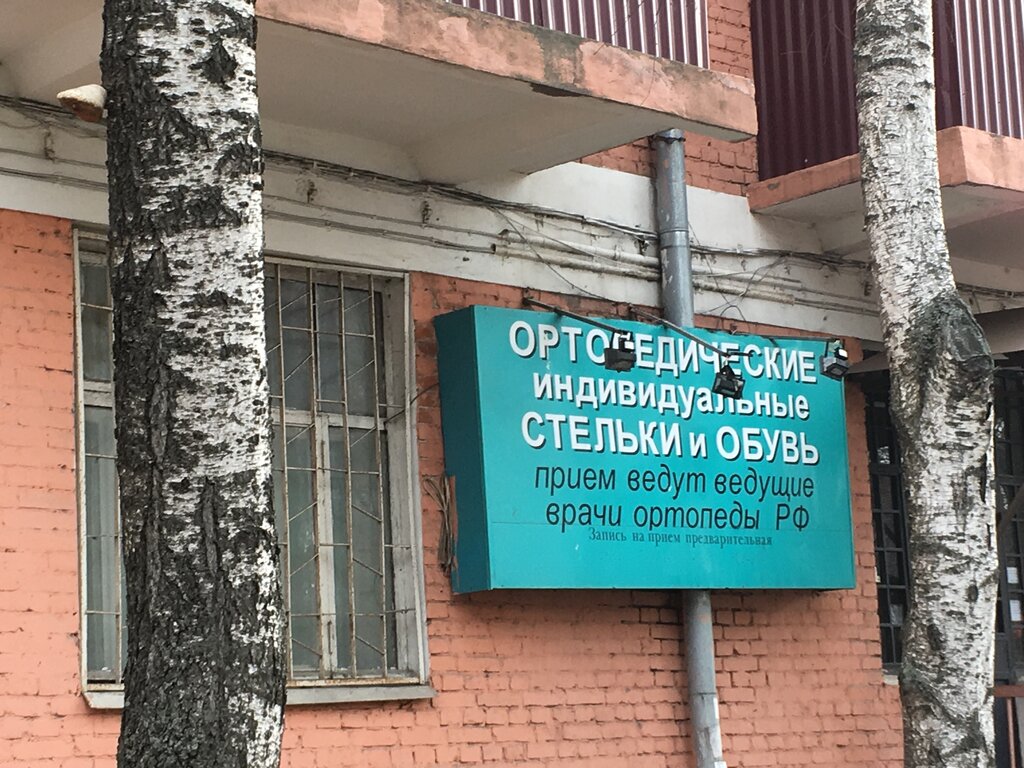 ОРТОПЕДИЧЕСКИЕ
индивидуальные
СТЕЛЬКИ и ОБУВЬ
прием ведут ведущие
врачи ортопеды РФ
Запись на прием предварительная